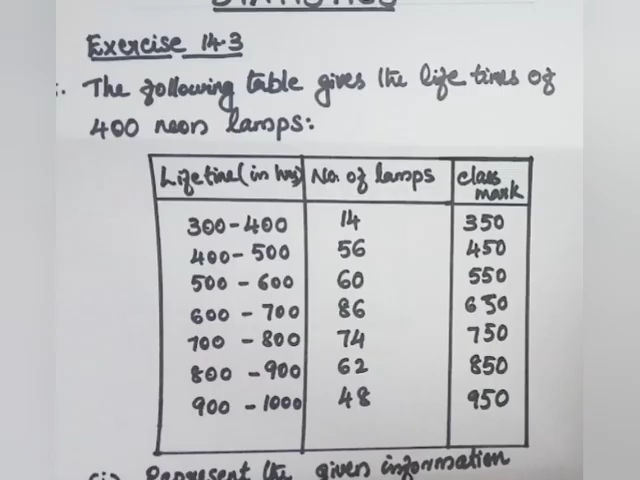 STATISTICS
Exercise 14.3
The following table gives the life times of
400 neon lamps:
Life time (in hrs) No. of lamps class mark
300-400 14 350
400-500 56 450
500-600 60 550
600-700 86 650
700-800 74 750
800-900 62 850
900-1000 48 950
(i) Represent the given information